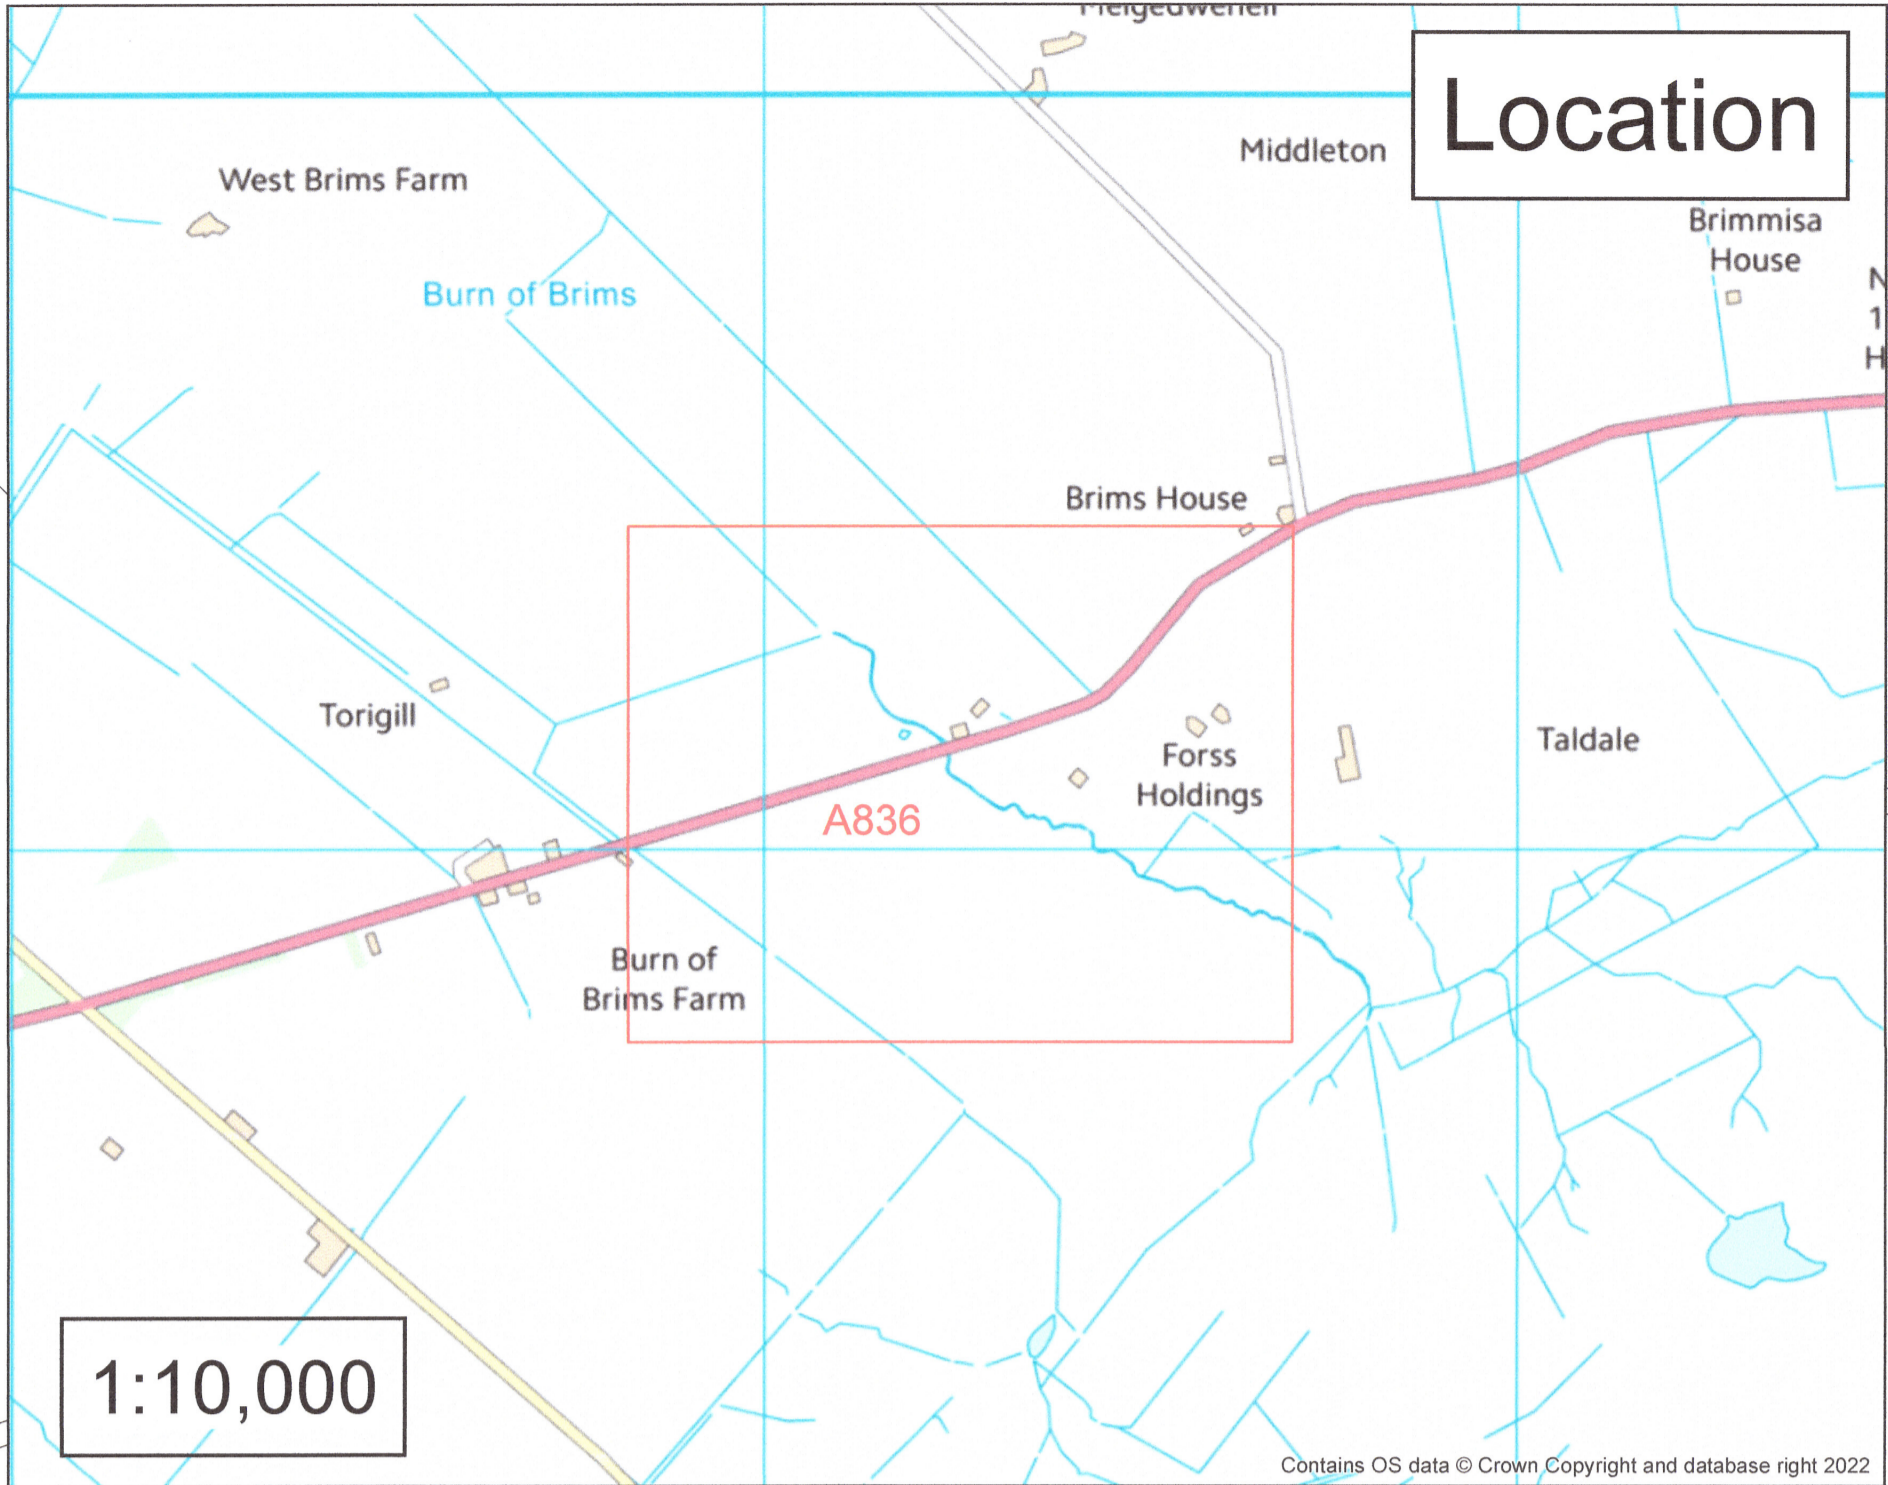 Location
Middleton
West Brims Farm
Brimmisa
House
Burn of Brims
N
1
H
Brims House
Torigill
Forss
Holdings
Taldale
A836
Burn of
Brims Farm
1:10,000
Contains OS data © Crown Copyright and database right 2022